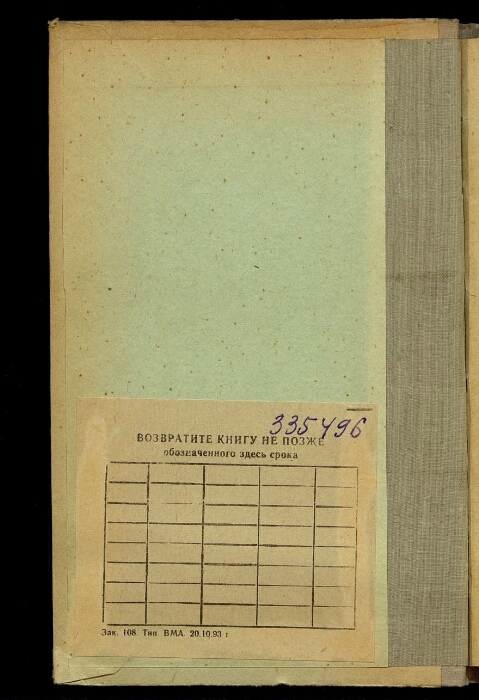 335496
ВОЗВРАТИТЕ КНИГУ НЕ ПОЗЖЕ
обозначенного здесь срока
Зак. 108. Тип. ВМА. 20.10.93 г